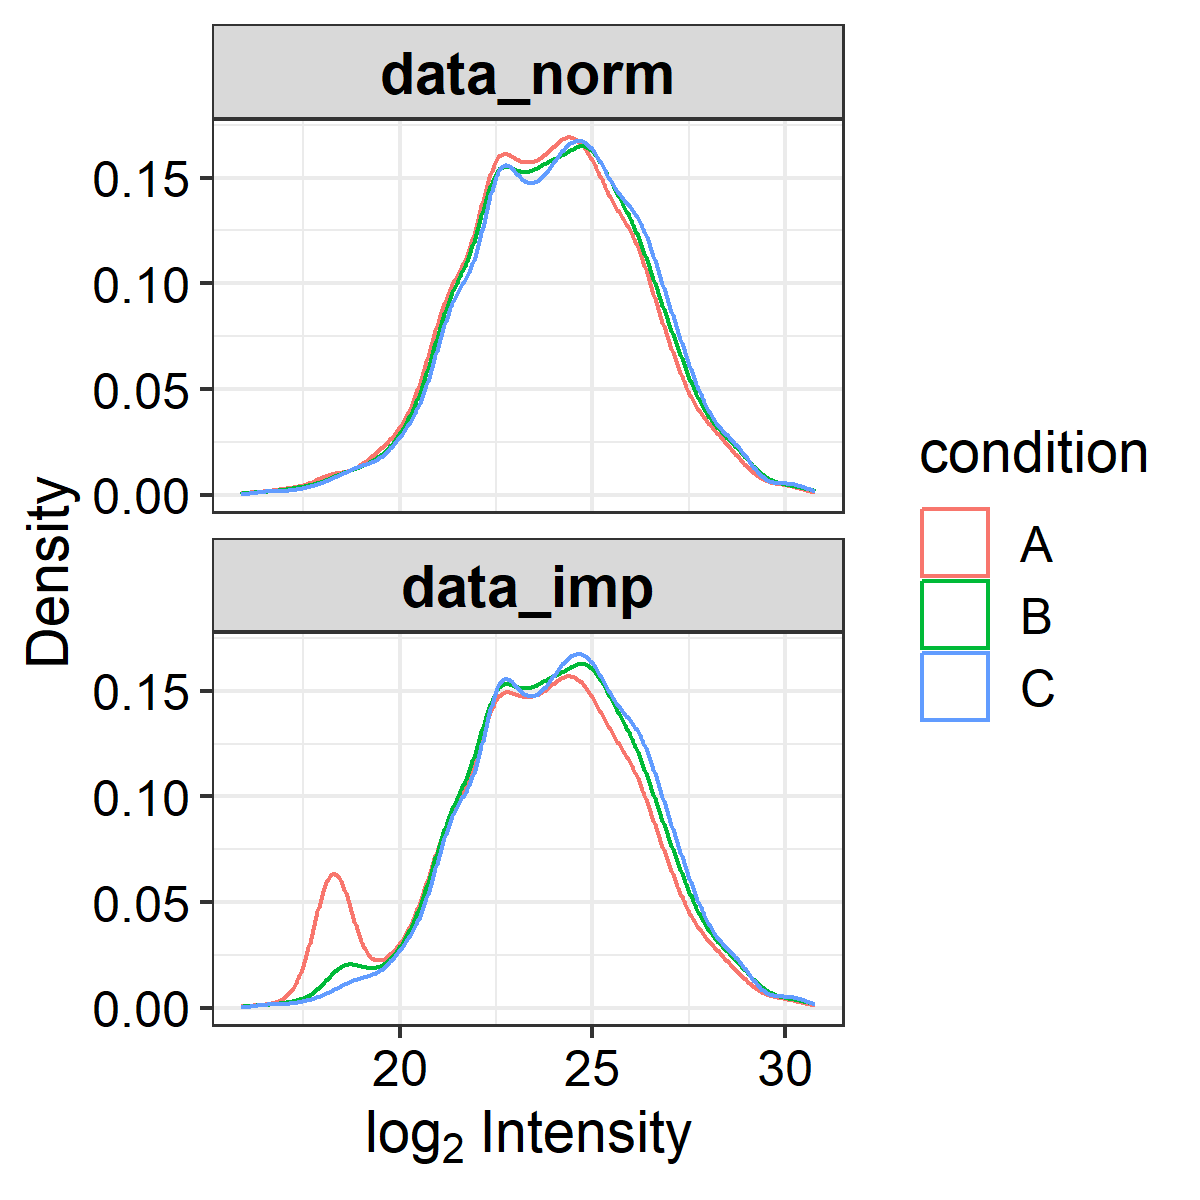 data_norm
0.15
0.10
0.05
0.00
data_imp
0.15
0.10
0.05
0.00
20 25 30
log₂ Intensity
Density
condition
A
B
C